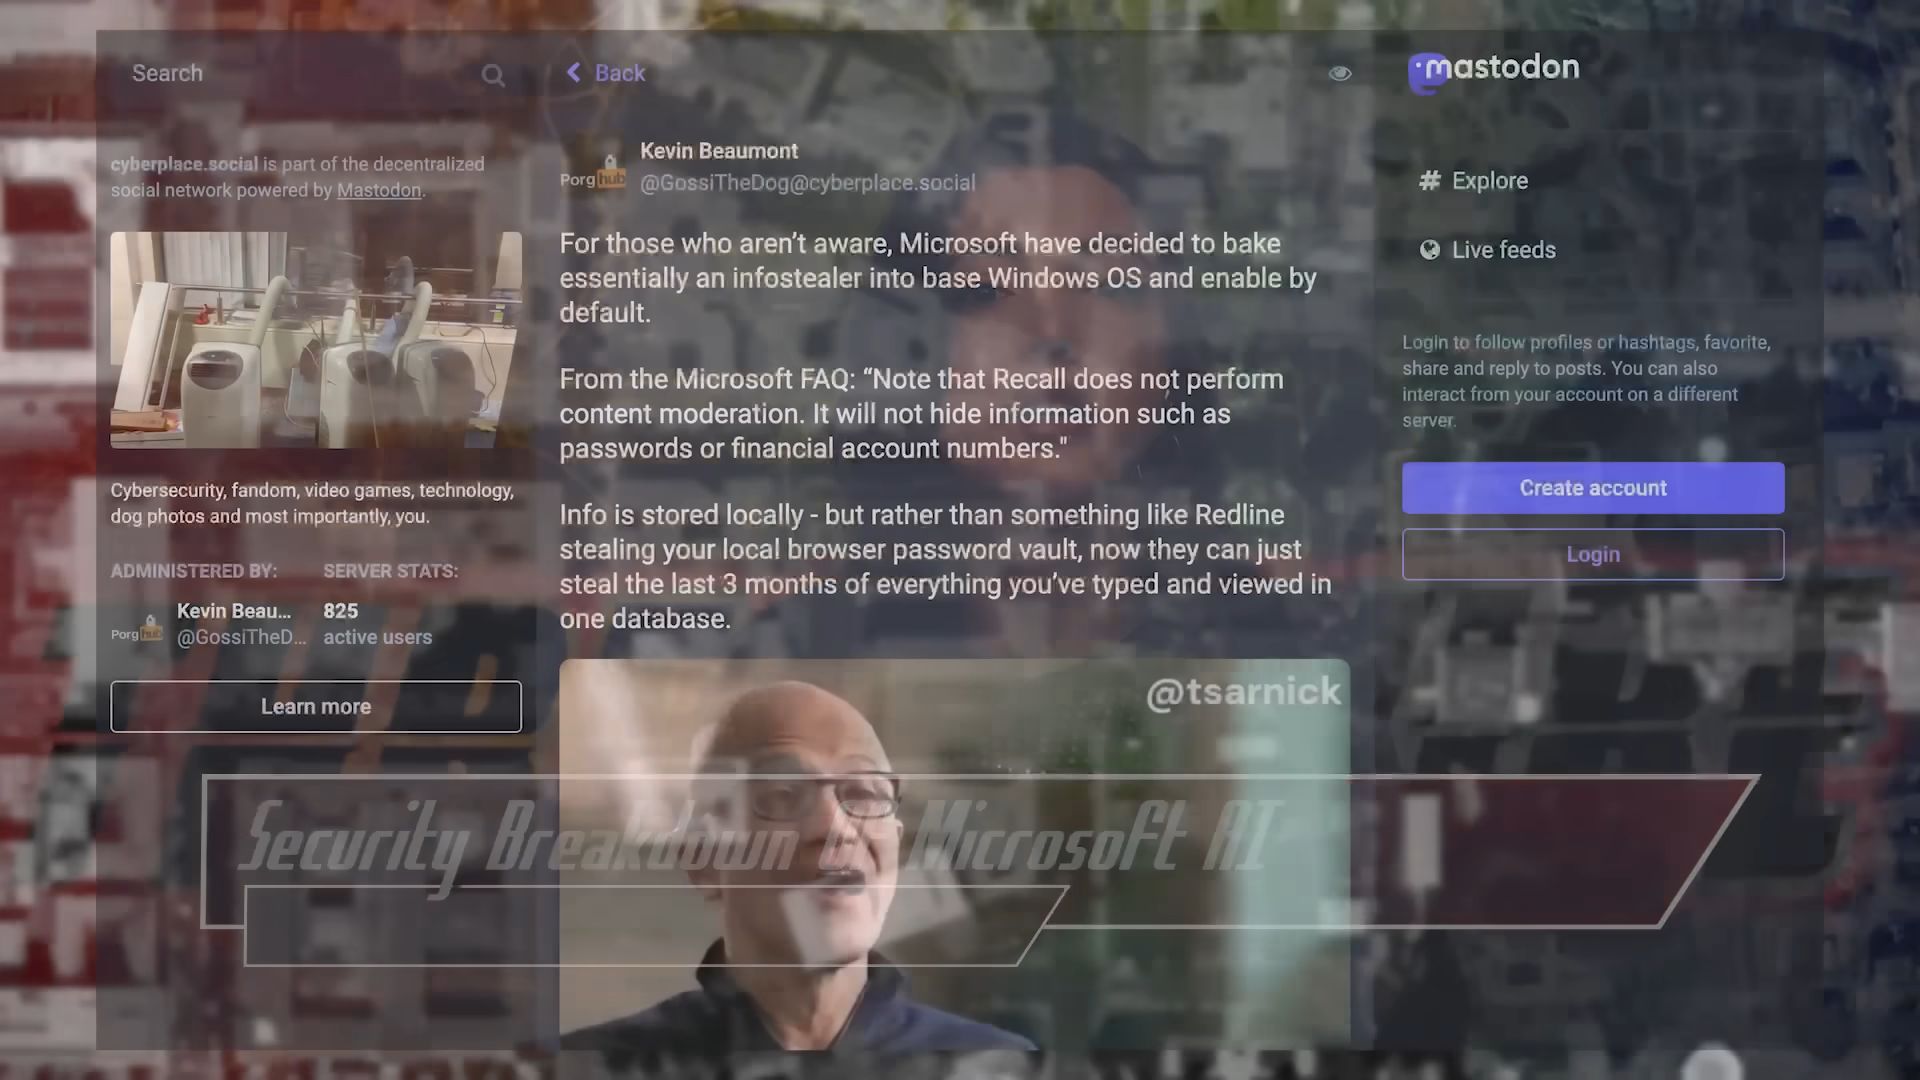 Search
Back
mastodon
cyberplace.social is part of the decentralized
social network powered by Mastodon.
Cybersecurity, fandom, video games, technology,
dog photos and most importantly, you.
ADMINISTERED BY:
SERVER STATS:
Porg hub
Kevin Beau...
@GossiTheD...
825
active users
Learn more
Porg hub
Kevin Beaumont
@GossiTheDog@cyberplace.social
For those who aren’t aware, Microsoft have decided to bake
essentially an infostealer into base Windows OS and enable by
default.
From the Microsoft FAQ: “Note that Recall does not perform
content moderation. It will not hide information such as
passwords or financial account numbers."
Info is stored locally - but rather than something like Redline
stealing your local browser password vault, now they can just
steal the last 3 months of everything you’ve typed and viewed in
one database.
@tsarnick
# Explore
Live feeds
Login to follow profiles or hashtags, favorite,
share and reply to posts. You can also
interact from your account on a different
server.
Create account
Login
Security Breakdown Of Microsoft AI